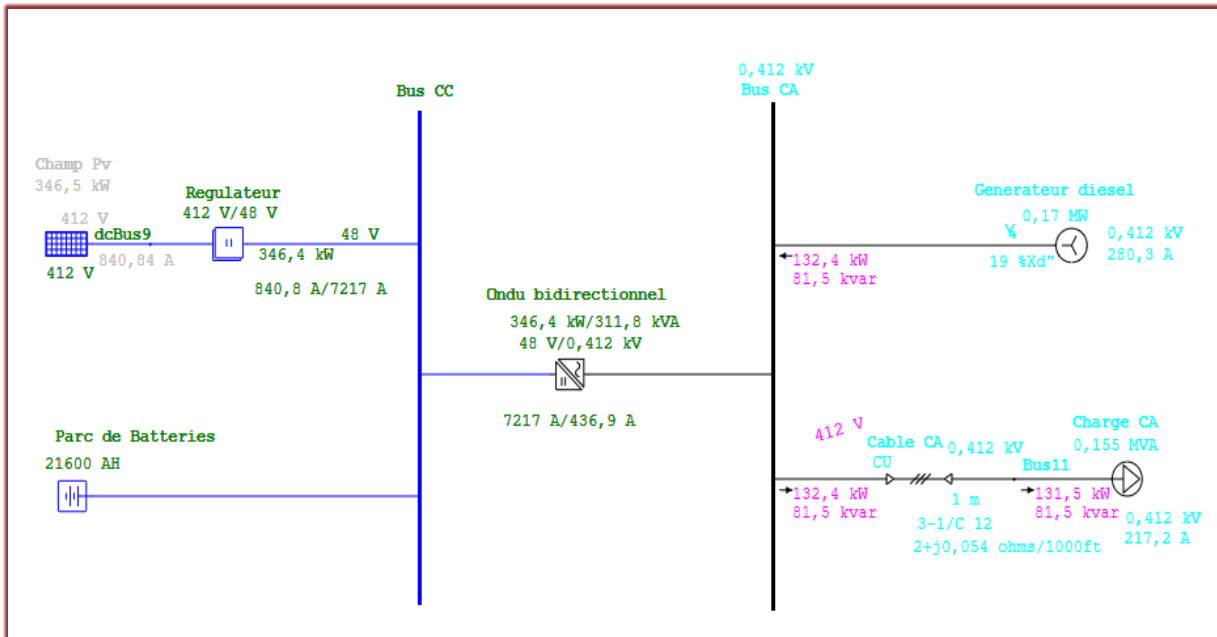 Bus CC
0,412 kV
Bus CA
Champ Pv
346,5 kW
412 V
dcBus9
840,84 A
412 V
Regulateur
412 V/48 V
48 V
346,4 kW
840,8 A/7217 A
Ondu bidirectionnel
346,4 kW/311,8 kVA
48 V/0,412 kV
7217 A/436,9 A
Generateur diesel
0,17 MW
0,412 kV
280,3 A
19 %Xd"
132,4 kW
81,5 kvar
Parc de Batteries
21600 AH
412 V
Cable CA
CU
0,412 kV
132,4 kW
81,5 kvar
1 m
3-1/C 12
2+j0,054 ohms/1000ft
Bus11
131,5 kW
81,5 kvar
Charge CA
0,155 MVA
0,412 kV
217,2 A